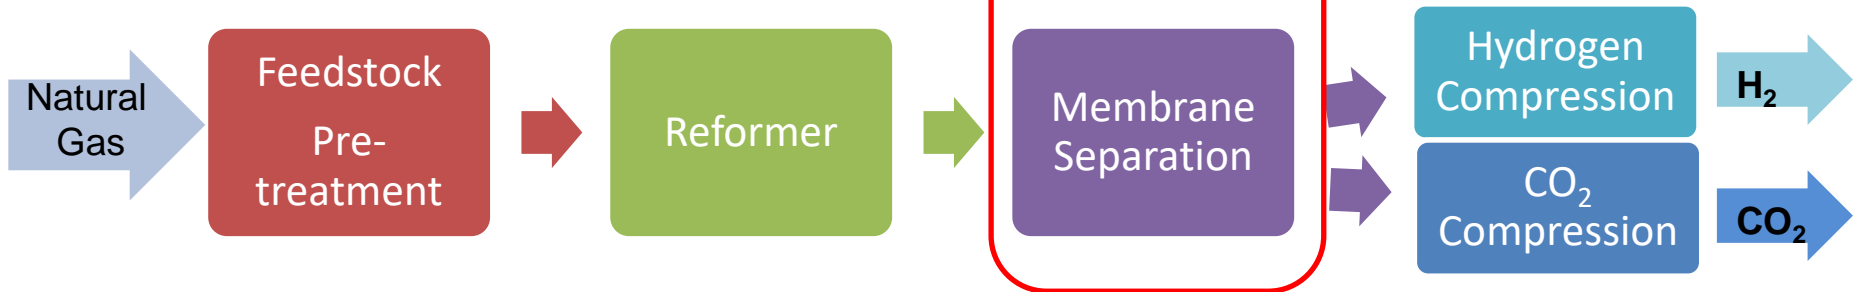 Natural
Gas
Feedstock
Pre-
treatment
Reformer
Membrane
Separation
Hydrogen
Compression
H₂
CO₂
Compression
CO₂